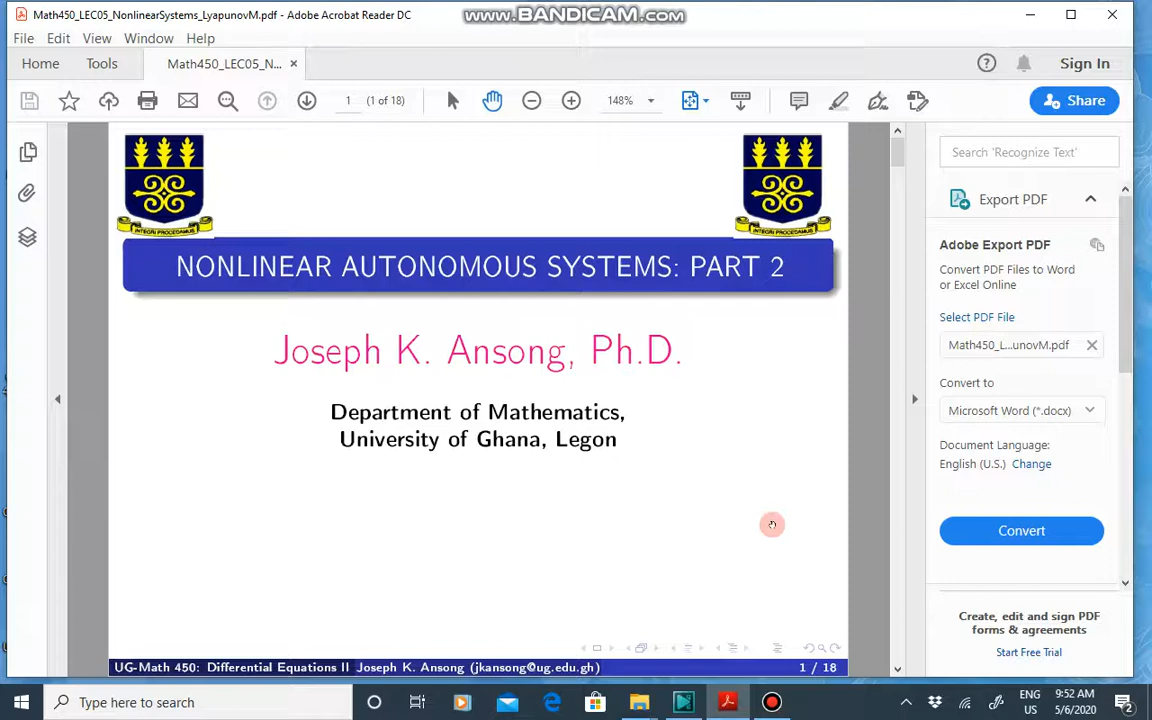 Math450_LEC05_NonlinearSystems_LyapunovM.pdf - Adobe Acrobat Reader DC
www.BANDICAM.com
File Edit View Window Help
Home Tools Math450_LEC05_N... Sign In
1 (1 of 18) 148% Share
Search 'Recognize Text'
Export PDF
Adobe Export PDF
Convert PDF Files to Word
or Excel Online
Select PDF File
Math450_L...unovM.pdf
Convert to
Microsoft Word (*.docx)
Document Language:
English (U.S.) Change
Convert
Create, edit and sign PDF
forms & agreements
Start Free Trial
INTEGRI PROCEDAMUS INTEGRI PROCEDAMUS
NONLINEAR AUTONOMOUS SYSTEMS: PART 2
Joseph K. Ansong, Ph.D.
Department of Mathematics,
University of Ghana, Legon
UG-Math 450: Differential Equations II Joseph K. Ansong (jkansong@ug.edu.gh) 1 / 18
Type here to search
ENG
US
9:52 AM
5/6/2020
2